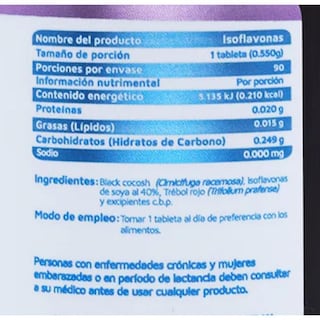 Nombre del producto Isoflavonas
Tamaño de porción 1 tableta (0.550g)
Porciones por envase 90
Información nutrimental Por porción
Contenido energético 5.135 kJ (0.210 kcal)
Proteínas 0.020 g
Grasas (Lípidos) 0.015 g
Carbohidratos (Hidratos de Carbono) 0.249 g
Sodio 0.000 mg
Ingredientes: Black cocosh (Cimicifuga racemosa), Isoflavonas
de soya al 40%, Trébol rojo (Trifolium pratense)
y excipientes c.b.p.
Modo de empleo: Tomar 1 tableta al día de preferencia con los
alimentos.
Personas con enfermedades crónicas y mujeres
embarazadas o en período de lactancia deben consultar
a su médico antes de usar cualquier producto.